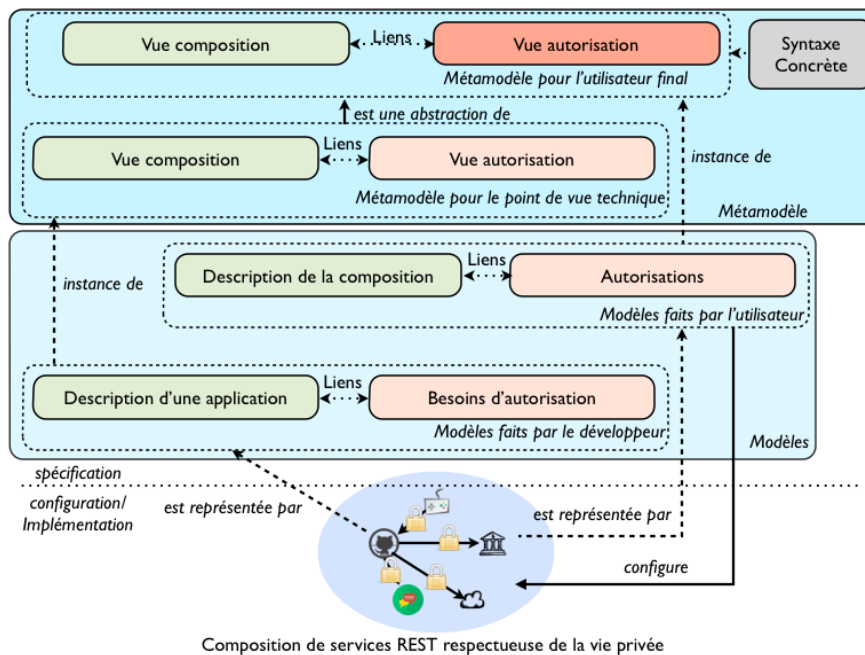 Vue composition
Liens
Vue autorisation
Syntaxe
Concrète
Métamodèle pour l'utilisateur final
est une abstraction de
Vue composition
Liens
Vue autorisation
instance de
Métamodèle pour le point de vue technique
Métamodèle
instance de
Description de la composition
Liens
Autorisations
Modèles faits par l'utilisateur
Description d'une application
Liens
Besoins d'autorisation
Modèles faits par le développeur
Modèles
spécification
configuration/
Implémentation
est représentée par
est représentée par
configure
Composition de services REST respectueuse de la vie privée